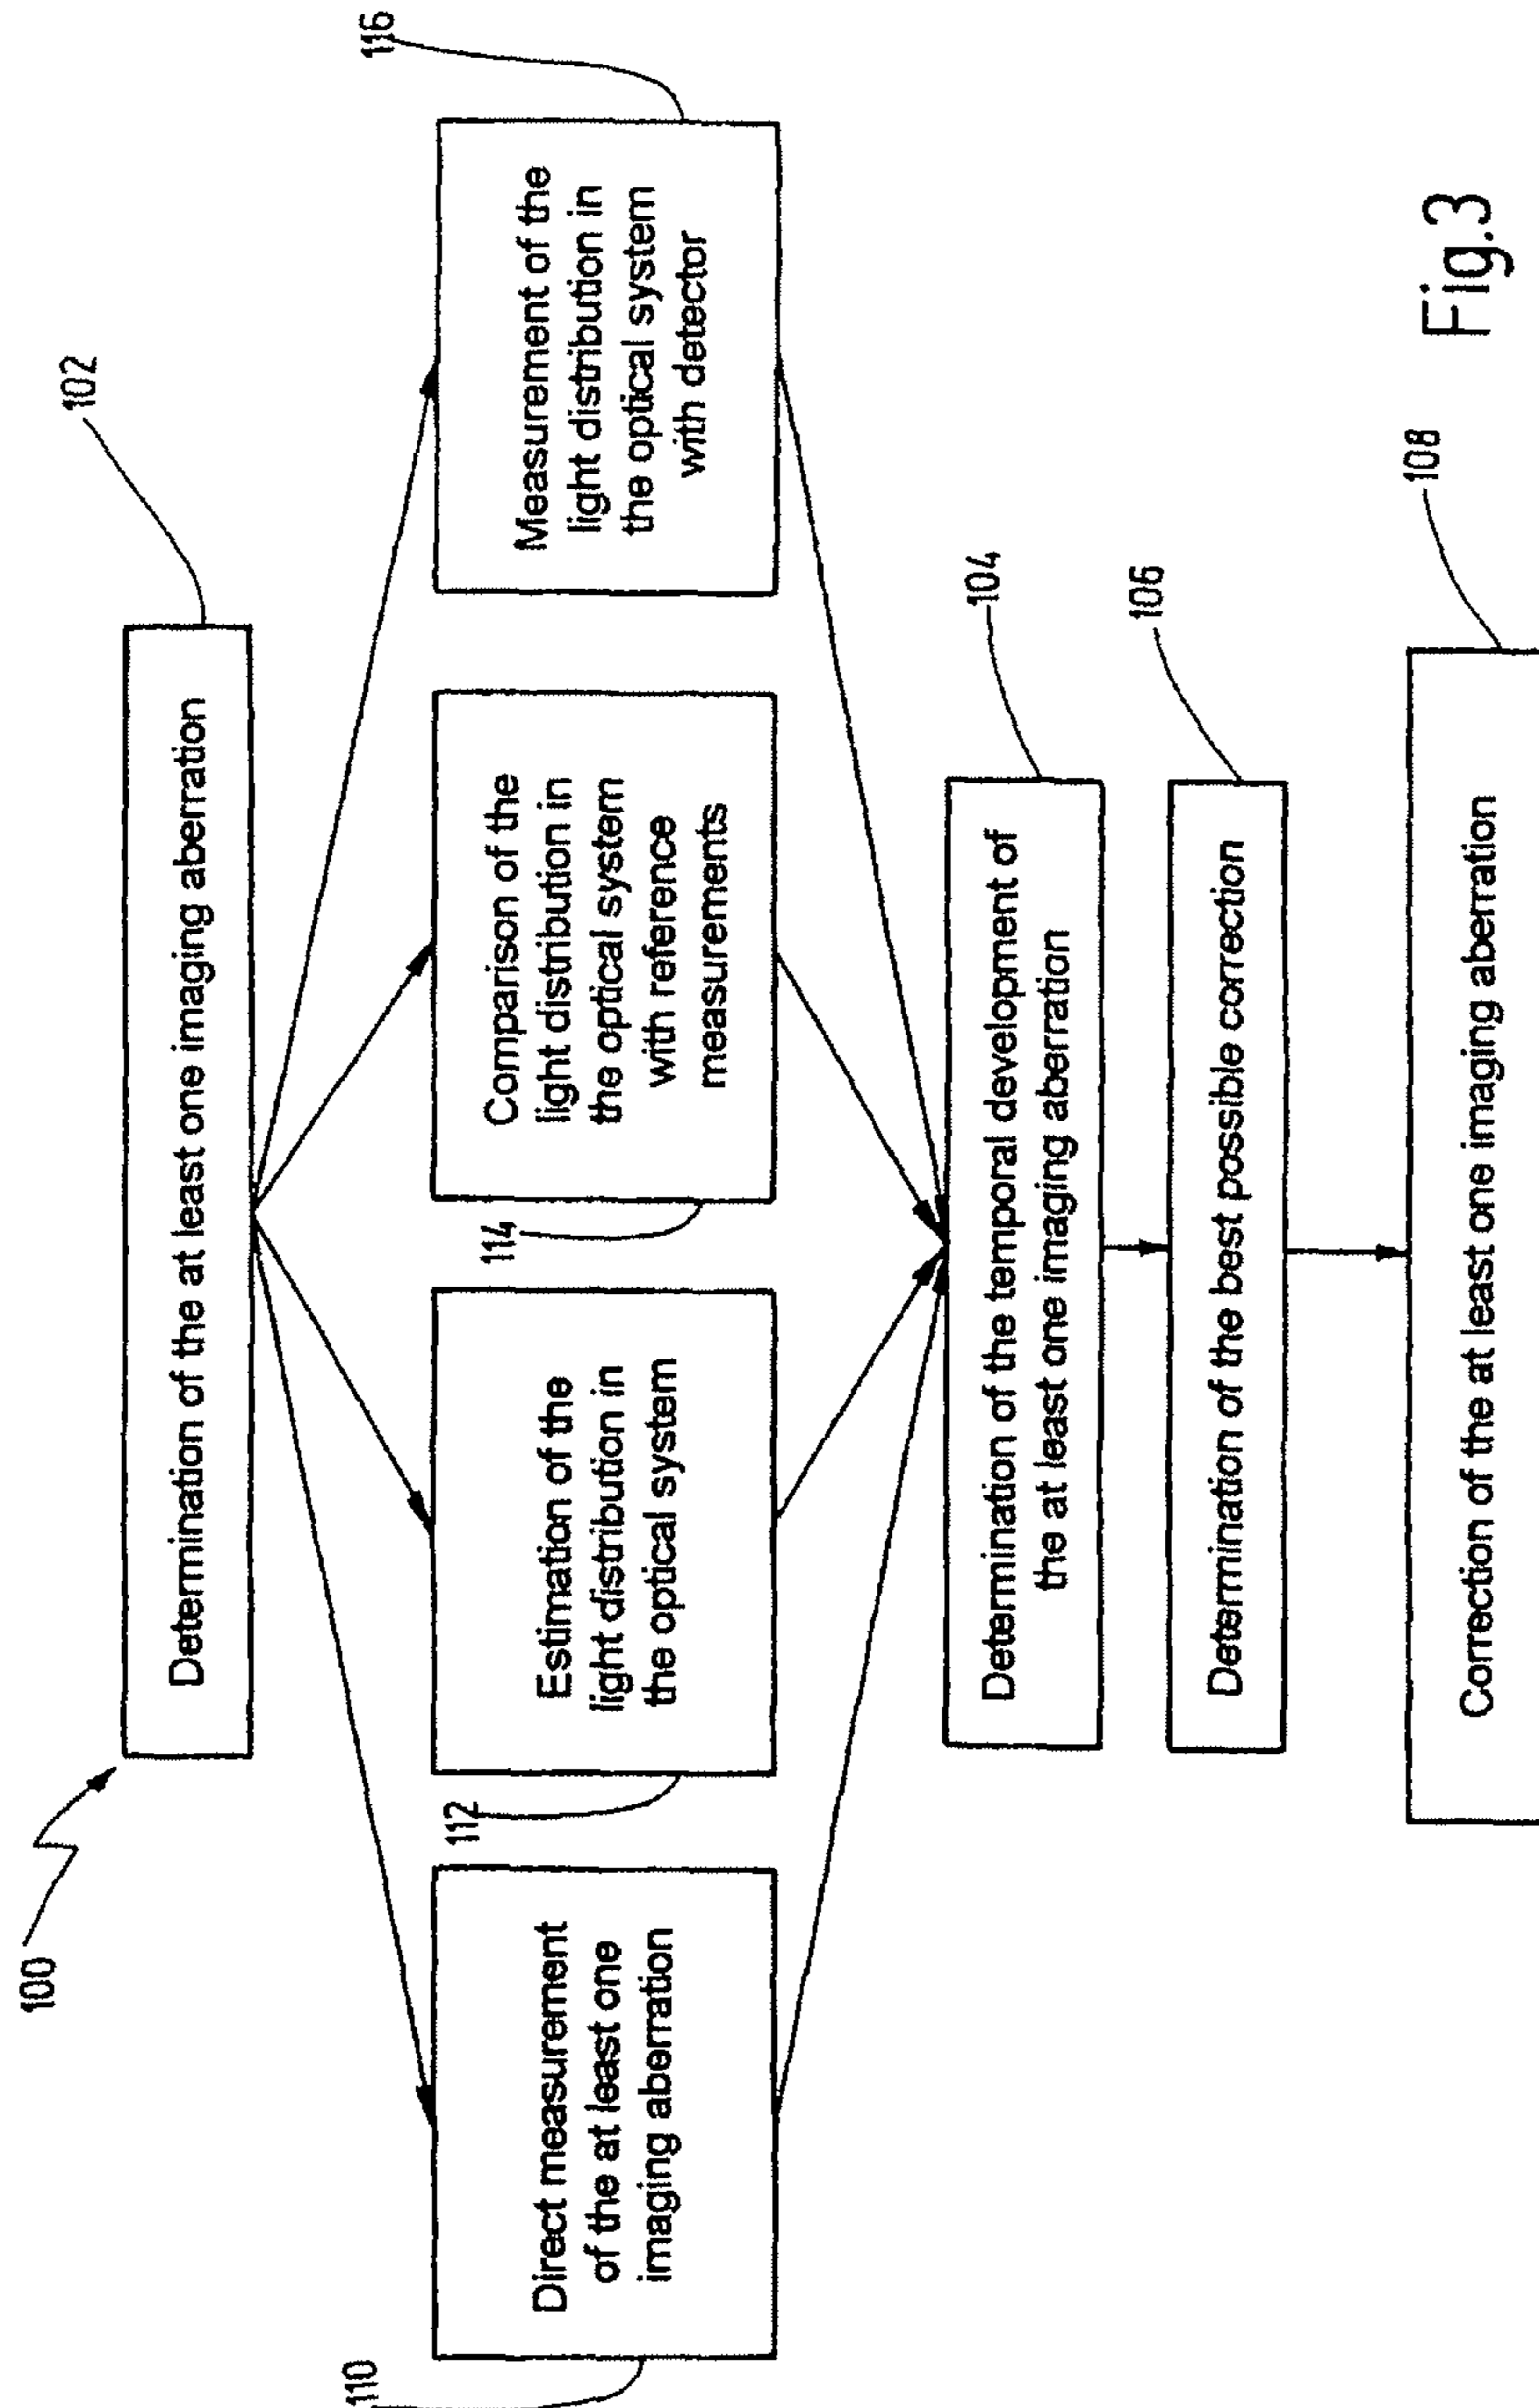 100
102
Determination of the at least one imaging aberration
110
Direct measurement
of the at least one
imaging aberration
112
Estimation of the
light distribution in
the optical system
114
Comparison of the
light distribution in
the optical system
with reference
measurements
116
Measurement of the
light distribution in
the optical system
with detector
104
Determination of the temporal development of
the at least one imaging aberration
106
Determination of the best possible correction
108
Correction of the at least one imaging aberration
Fig.3